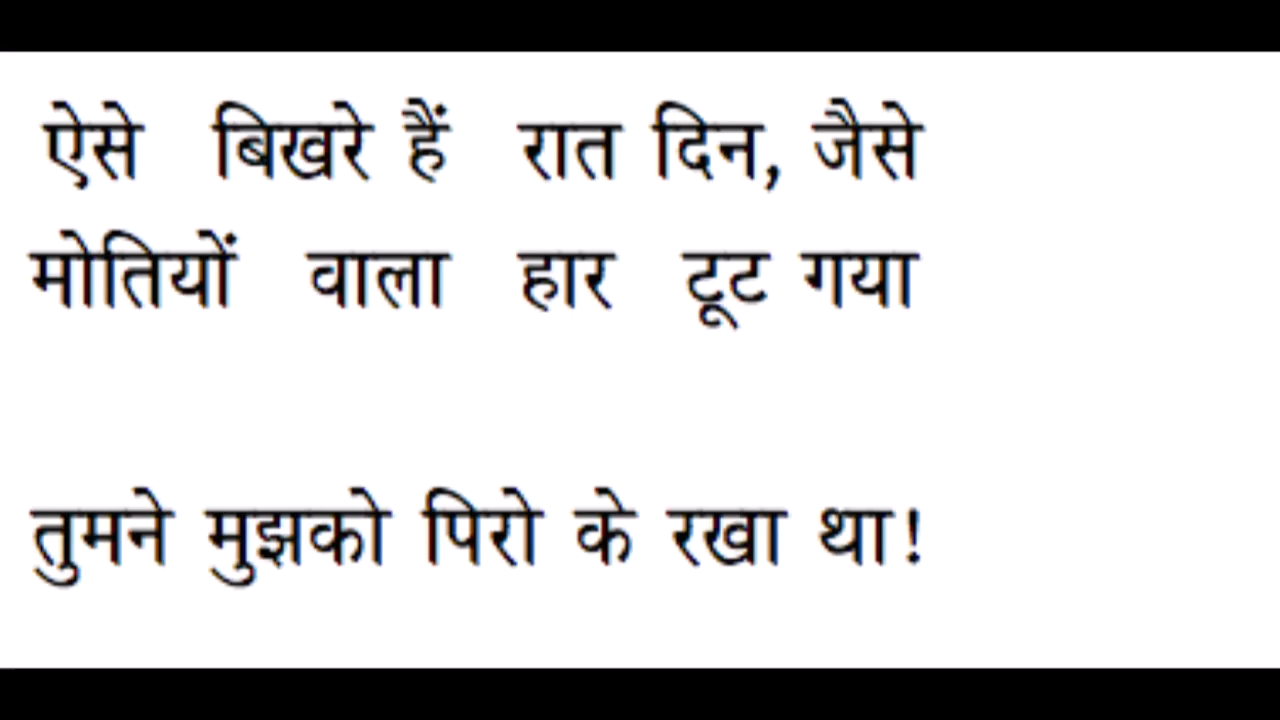 ऐसे बिखरे हैं रात दिन, जैसे
मोतियों वाला हार टूट गया
तुमने मुझको पिरो के रखा था!